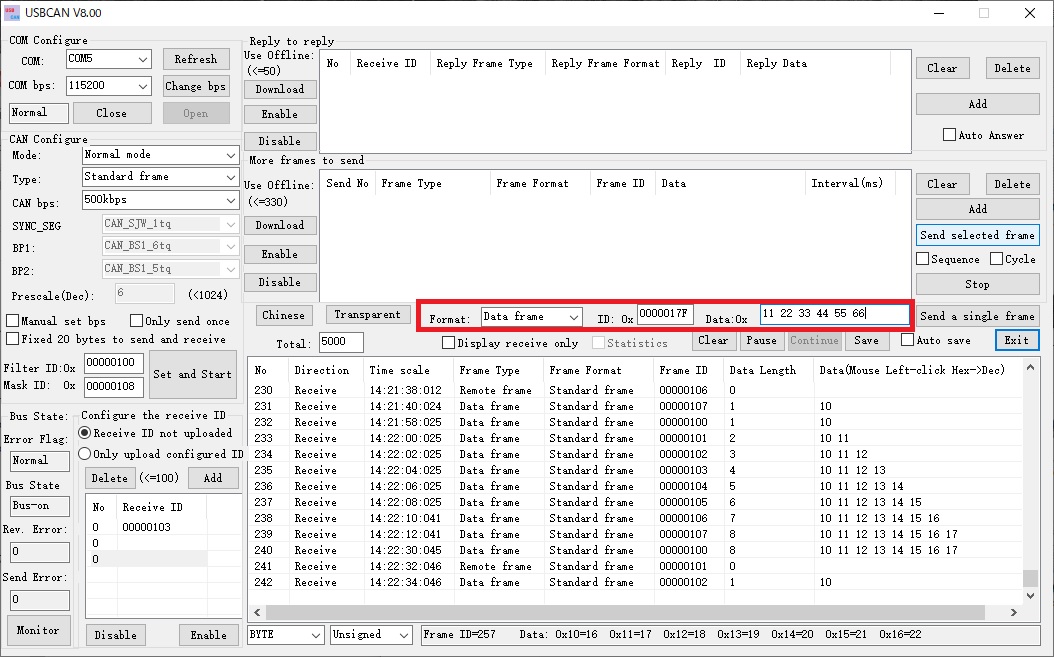 USBCAN V8.00
COM Configure
COM: COM5 Refresh
COM bps: 115200 Change bps
Normal Close Open
CAN Configure
Mode: Normal mode
Type: Standard frame
CAN bps: 500kbps
SYNC_SEG CAN_SJW_1tq
BP1: CAN_BS1_6tq
BP2: CAN_BS1_5tq
Prescale(Dec): 6 (<1024)
Manual set bps Only send once
Fixed 20 bytes to send and receive
Filter ID:0x 00000100
Mask ID: 0x 00000108
Set and Start
Bus State:
Error Flag:
Normal
Bus State
Bus-on
Rev. Error:
0
Send Error:
0
Monitor
Configure the receive ID
Receive ID not uploaded
Only upload configured ID
Delete (<=100) Add
No Receive ID
0 00000103
0
0
Disable Enable
Reply to reply
Use Offline:
(<=50)
Download
Enable
Disable
No Receive ID Reply Frame Type Reply Frame Format Reply ID Reply Data
Clear Delete
Add
Auto Answer
More frames to send
Use Offline:
(<=330)
Download
Enable
Disable
Send No Frame Type Frame Format Frame ID Data Interval(ms)
Clear Delete
Add
Send selected frame
Sequence Cycle
Stop
Chinese Transparent Format: Data frame ID: 0x 0000017F Data:0x 11 22 33 44 55 66 Send a single frame
Total: 5000 Display receive only Statistics Clear Pause Continue Save Auto save Exit
No Direction Time scale Frame Type Frame Format Frame ID Data Length Data(Mouse Left-click Hex->Dec)
230 Receive 14:21:38:012 Remote frame Standard frame 00000106 0
231 Receive 14:21:40:024 Data frame Standard frame 00000107 1 10
232 Receive 14:21:58:025 Data frame Standard frame 00000100 1 10
233 Receive 14:22:00:025 Data frame Standard frame 00000101 2 10 11
234 Receive 14:22:02:025 Data frame Standard frame 00000102 3 10 11 12
235 Receive 14:22:04:025 Data frame Standard frame 00000103 4 10 11 12 13
236 Receive 14:22:06:025 Data frame Standard frame 00000104 5 10 11 12 13 14
237 Receive 14:22:08:025 Data frame Standard frame 00000105 6 10 11 12 13 14 15
238 Receive 14:22:10:041 Data frame Standard frame 00000106 7 10 11 12 13 14 15 16
239 Receive 14:22:12:041 Data frame Standard frame 00000107 8 10 11 12 13 14 15 16 17
240 Receive 14:22:30:045 Data frame Standard frame 00000100 8 10 11 12 13 14 15 16 17
241 Receive 14:22:32:046 Remote frame Standard frame 00000101 0
242 Receive 14:22:34:046 Data frame Standard frame 00000102 1 10
BYTE Unsigned Frame ID=257 Data: 0x10=16 0x11=17 0x12=18 0x13=19 0x14=20 0x15=21 0x16=22